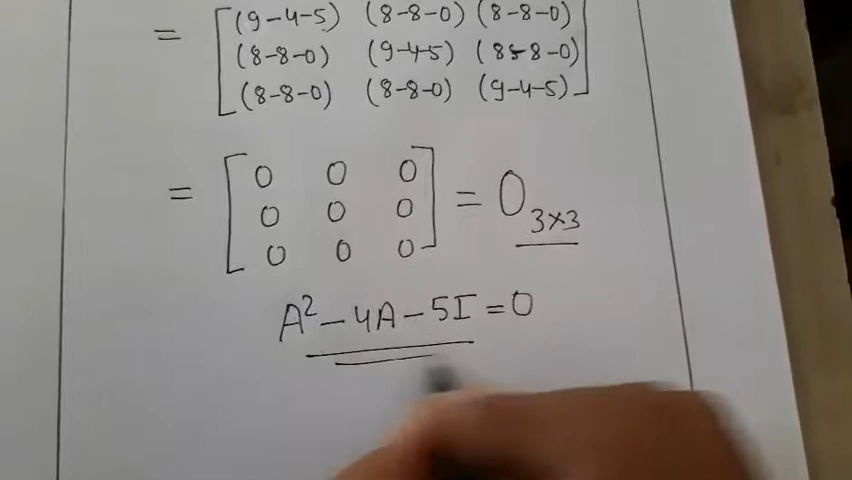 = [(9-4-5) (8-8-0) (8-8-0)
(8-8-0) (9-4-5) (8-8-0)
(8-8-0) (8-8-0) (9-4-5)]
= [0 0 0
0 0 0
0 0 0] = O3×3
A²-4A-5I=0